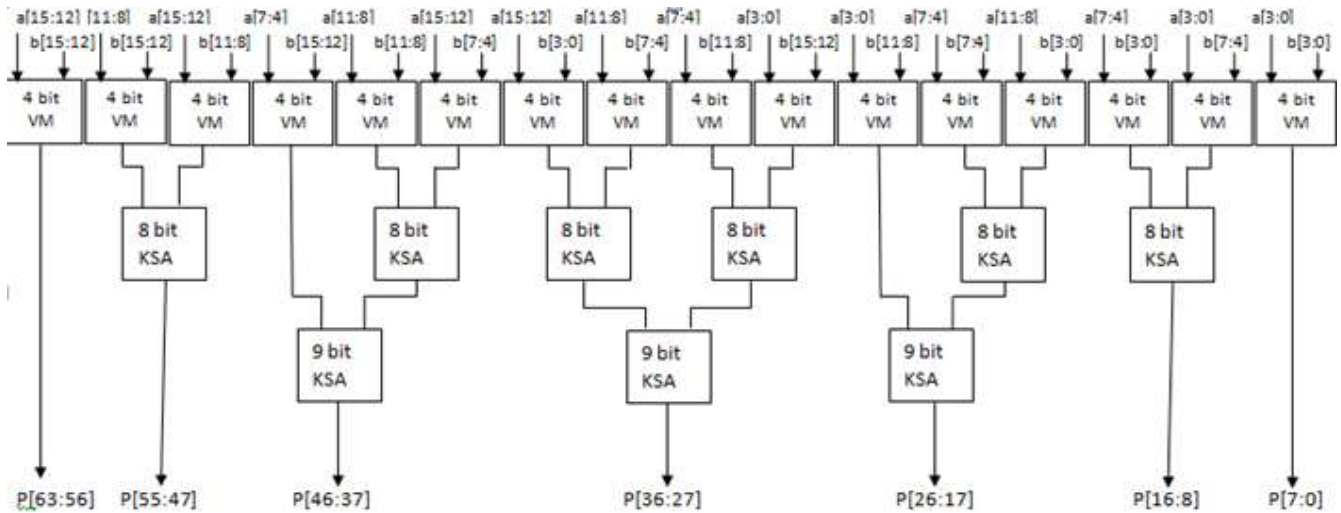 a[15:12] [11:8] a[15:12] a[7:4] a[11:8] a[15:12] a[15:12] a[11:8] a[7:4] a[3:0] a[3:0] a[7:4] a[11:8] a[7:4] a[3:0] a[3:0]
b[15:12] b[15:12] b[11:8] b[15:12] b[11:8] b[7:4] b[3:0] b[7:4] b[11:8] b[15:12] b[11:8] b[7:4] b[3:0] b[3:0] b[7:4] b[3:0]
4 bit 4 bit 4 bit 4 bit 4 bit 4 bit 4 bit 4 bit 4 bit 4 bit 4 bit 4 bit 4 bit 4 bit 4 bit 4 bit
VM VM VM VM VM VM VM VM VM VM VM VM VM VM VM VM
8 bit 8 bit 8 bit 8 bit 8 bit 8 bit
KSA KSA KSA KSA KSA KSA
9 bit 9 bit 9 bit
KSA KSA KSA
P[63:56] P[55:47] P[46:37] P[36:27] P[26:17] P[16:8] P[7:0]